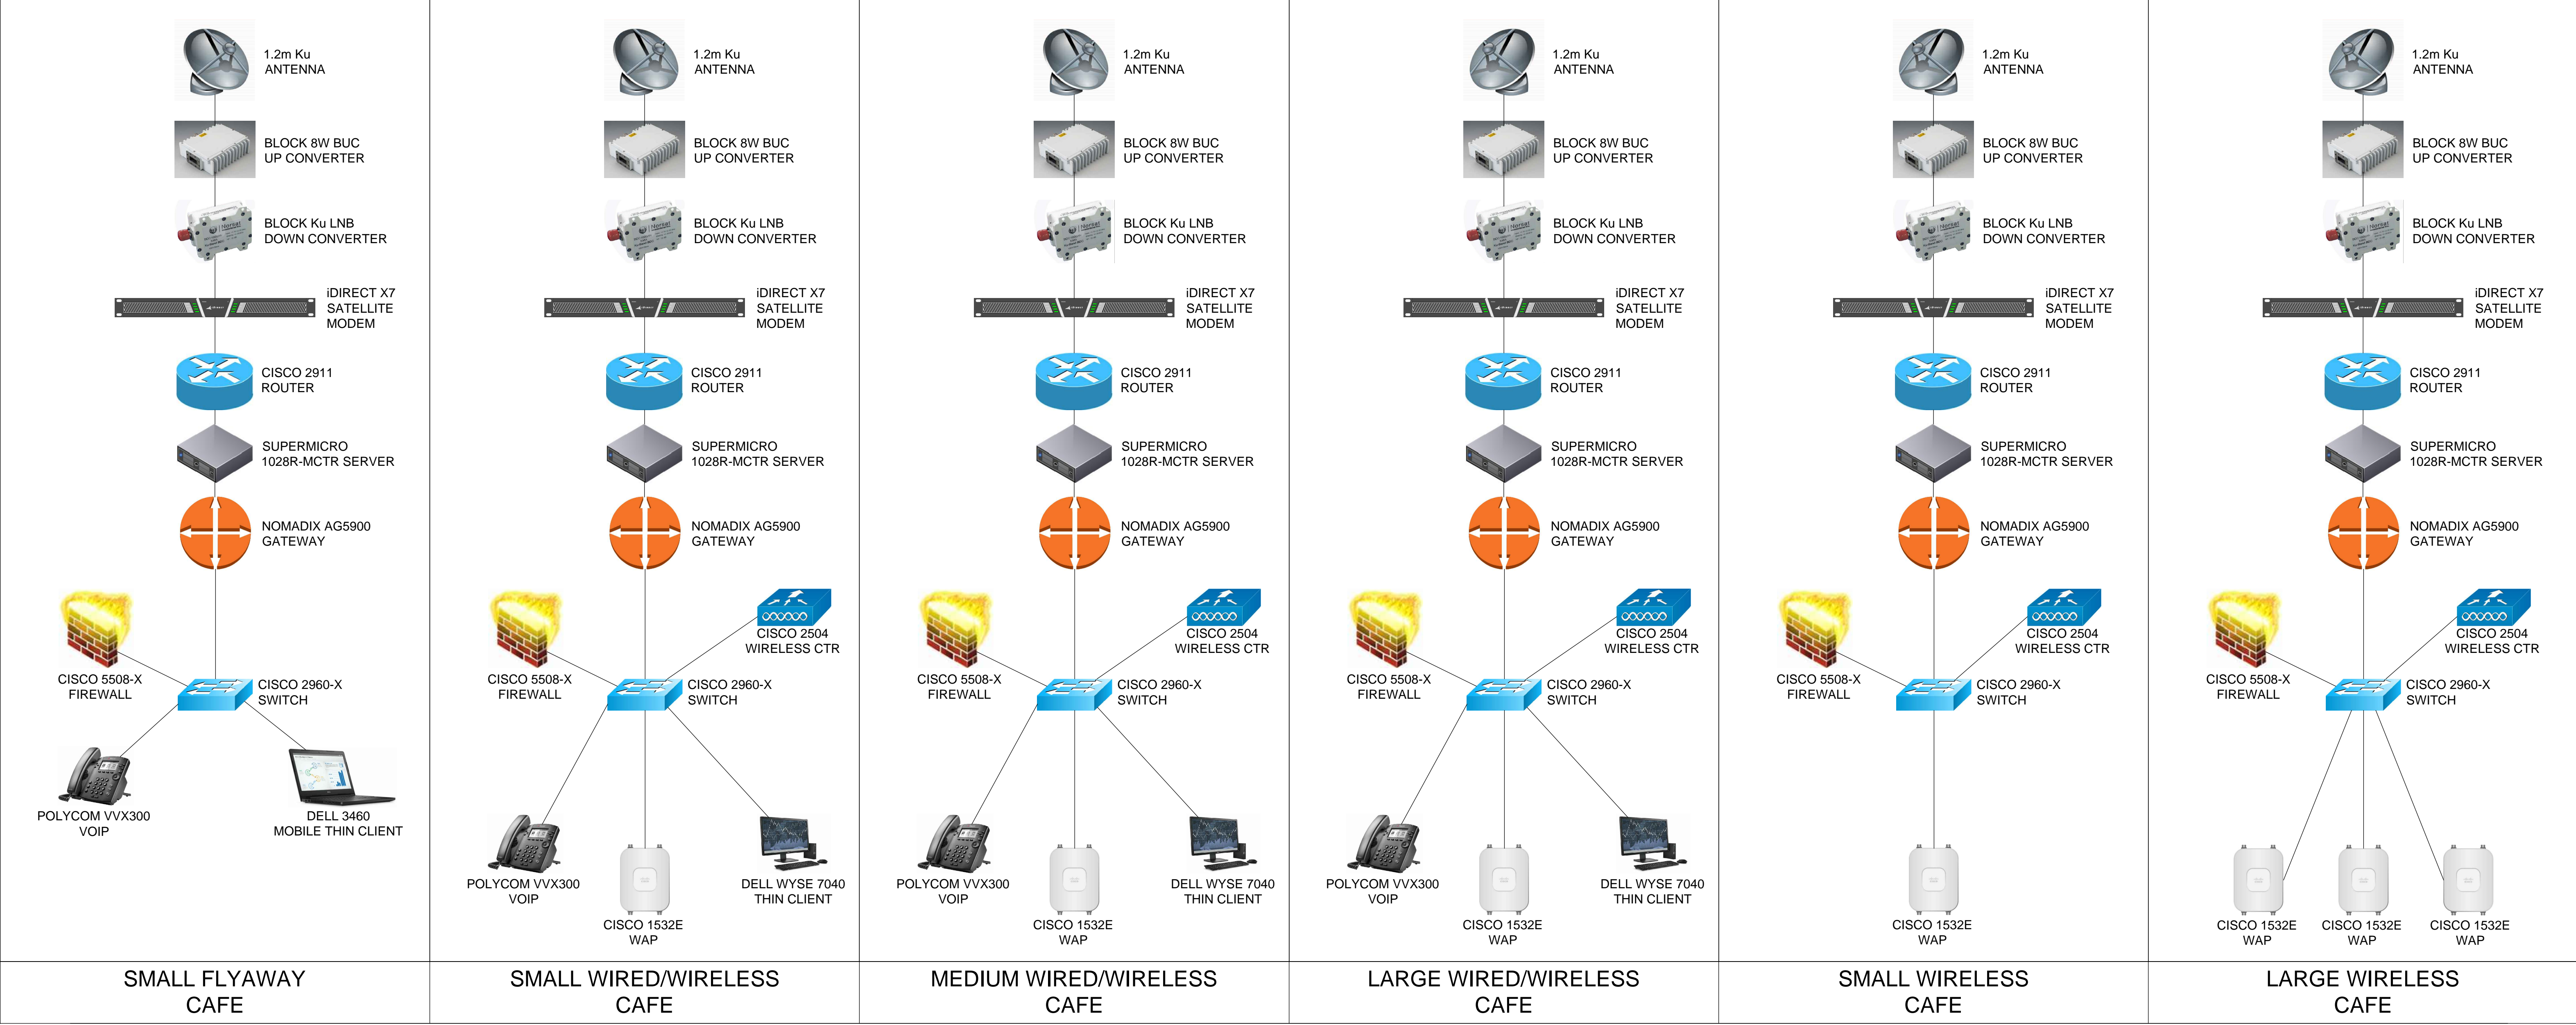 1.2m Ku
ANTENNA
BLOCK 8W BUC
UP CONVERTER
BLOCK Ku LNB
DOWN CONVERTER
iDIRECT X7
SATELLITE
MODEM
CISCO 2911
ROUTER
SUPERMICRO
1028R-MCTR SERVER
NOMADIX AG5900
GATEWAY
CISCO 5508-X
FIREWALL
CISCO 2960-X
SWITCH
POLYCOM VVX300
VOIP
DELL 3460
MOBILE THIN CLIENT
SMALL FLYAWAY
CAFE
1.2m Ku
ANTENNA
BLOCK 8W BUC
UP CONVERTER
Norsat
BLOCK Ku LNB
DOWN CONVERTER
iDIRECT X7
SATELLITE
MODEM
CISCO 2911
ROUTER
SUPERMICRO
1028R-MCTR SERVER
NOMADIX AG5900
GATEWAY
CISCO 2504
WIRELESS CTR
CISCO 5508-X
FIREWALL
CISCO 2960-X
SWITCH
POLYCOM VVX300
VOIP
DELL WYSE 7040
THIN CLIENT
CISCO 1532E
WAP
SMALL WIRED/WIRELESS
CAFE
1.2m Ku
ANTENNA
BLOCK 8W BUC
UP CONVERTER
Norsat
BLOCK Ku LNB
DOWN CONVERTER
iDIRECT X7
SATELLITE
MODEM
CISCO 2911
ROUTER
SUPERMICRO
1028R-MCTR SERVER
NOMADIX AG5900
GATEWAY
CISCO 2504
WIRELESS CTR
CISCO 5508-X
FIREWALL
CISCO 2960-X
SWITCH
POLYCOM VVX300
VOIP
DELL WYSE 7040
THIN CLIENT
CISCO 1532E
WAP
MEDIUM WIRED/WIRELESS
CAFE
1.2m Ku
ANTENNA
BLOCK 8W BUC
UP CONVERTER
Norsat
BLOCK Ku LNB
DOWN CONVERTER
iDIRECT X7
SATELLITE
MODEM
CISCO 2911
ROUTER
SUPERMICRO
1028R-MCTR SERVER
NOMADIX AG5900
GATEWAY
CISCO 2504
WIRELESS CTR
CISCO 5508-X
FIREWALL
CISCO 2960-X
SWITCH
POLYCOM VVX300
VOIP
DELL WYSE 7040
THIN CLIENT
CISCO 1532E
WAP
LARGE WIRED/WIRELESS
CAFE
1.2m Ku
ANTENNA
BLOCK 8W BUC
UP CONVERTER
Norsat
BLOCK Ku LNB
DOWN CONVERTER
iDIRECT X7
SATELLITE
MODEM
CISCO 2911
ROUTER
SUPERMICRO
1028R-MCTR SERVER
NOMADIX AG5900
GATEWAY
CISCO 2504
WIRELESS CTR
CISCO 5508-X
FIREWALL
CISCO 2960-X
SWITCH
CISCO 1532E
WAP
SMALL WIRELESS
CAFE
1.2m Ku
ANTENNA
BLOCK 8W BUC
UP CONVERTER
Norsat
BLOCK Ku LNB
DOWN CONVERTER
iDIRECT X7
SATELLITE
MODEM
CISCO 2911
ROUTER
SUPERMICRO
1028R-MCTR SERVER
NOMADIX AG5900
GATEWAY
CISCO 2504
WIRELESS CTR
CISCO 5508-X
FIREWALL
CISCO 2960-X
SWITCH
CISCO 1532E
WAP
CISCO 1532E
WAP
CISCO 1532E
WAP
LARGE WIRELESS
CAFE